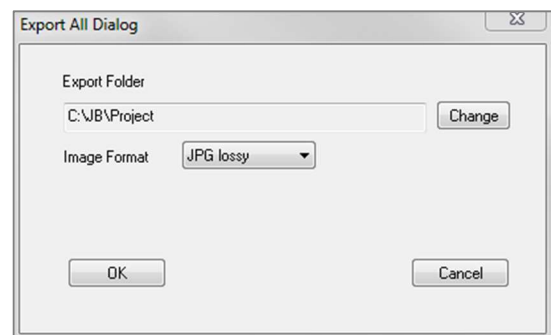 Export All Dialog
Export Folder
C:\JB\Project
Change
Image Format
JPG lossy
OK
Cancel